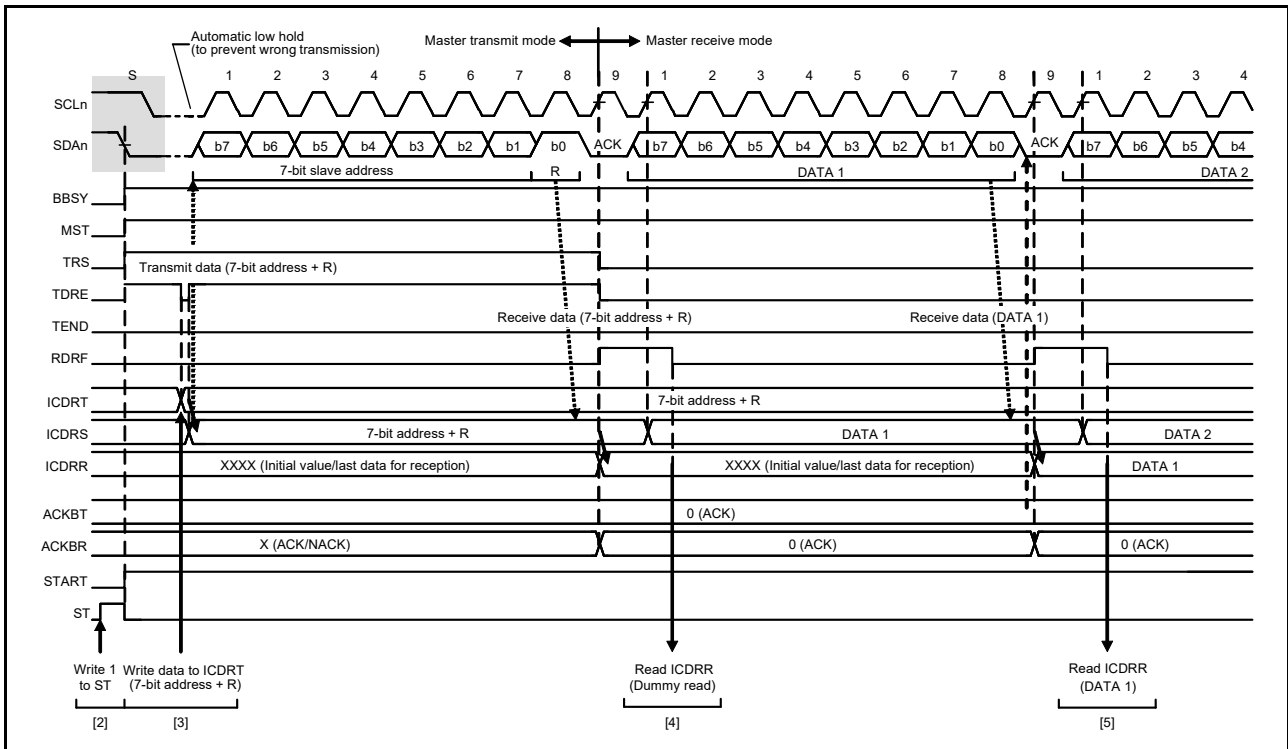 Automatic low hold
(to prevent wrong transmission)
Master transmit mode
Master receive mode
S 1 2 3 4 5 6 7 8 9 1 2 3 4 5 6 7 8 9 1 2 3 4
SCLn
SDAn b7 b6 b5 b4 b3 b2 b1 b0 ACK b7 b6 b5 b4 b3 b2 b1 b0 ACK b7 b6 b5 b4
7-bit slave address R DATA 1 DATA 2
BBSY
MST
TRS
Transmit data (7-bit address + R)
TDRE
Receive data (7-bit address + R) Receive data (DATA 1)
TEND
RDRF
ICDRT 7-bit address + R
ICDRS 7-bit address + R DATA 1 DATA 2
ICDRR XXXX (Initial value/last data for reception) XXXX (Initial value/last data for reception) DATA 1
ACKBT 0 (ACK)
ACKBR X (ACK/NACK) 0 (ACK) 0 (ACK)
START
ST
Write 1
to ST
Write data to ICDRT
(7-bit address + R)
Read ICDRR
(Dummy read)
Read ICDRR
(DATA 1)
[2] [3] [4] [5]